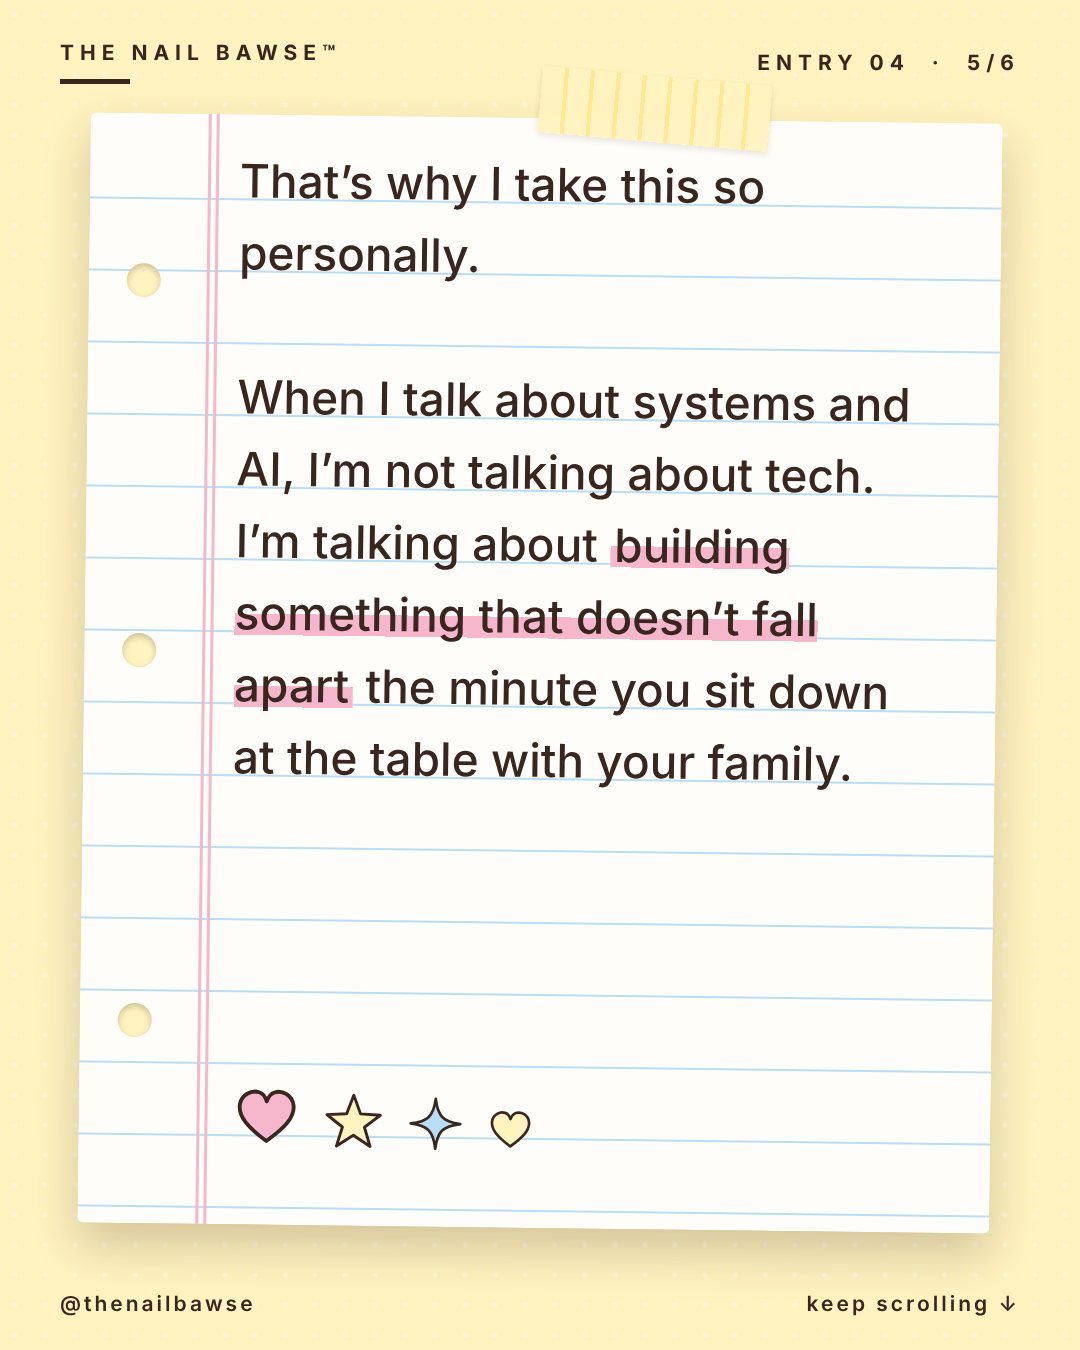 THE NAIL BAWSE™
ENTRY 04 · 5/6
That’s why I take this so
personally.
When I talk about systems and
AI, I’m not talking about tech.
I’m talking about building
something that doesn’t fall
apart the minute you sit down
at the table with your family.
@thenailbawse
keep scrolling ↓